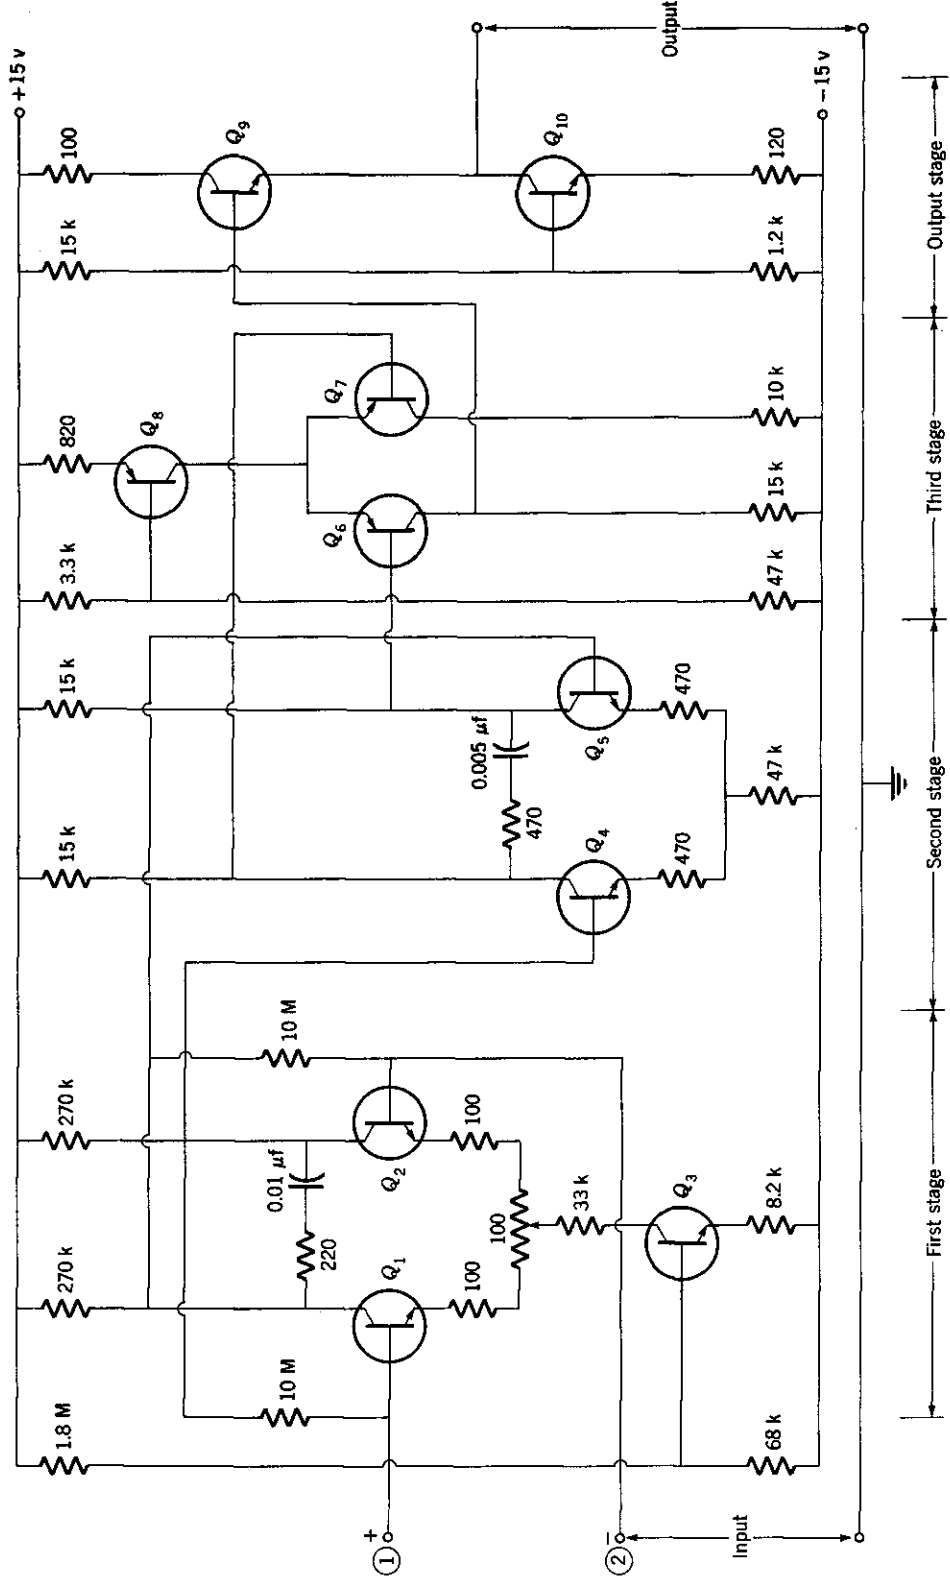 +15 v
1.8 M
270 k
270 k
15 k
15 k
3.3 k
820
15 k
100
10 M
10 M
0.01 µf
220
Q1
Q2
100
100
100
33 k
Q3
8.2 k
68 k
0.005 µf
470
Q4
Q5
470
470
47 k
Q8
Q6
Q7
47 k
15 k
10 k
Q9
Q10
1.2 k
120
−15 v
1 +
2 −
Input
Output
First stage
Second stage
Third stage
Output stage